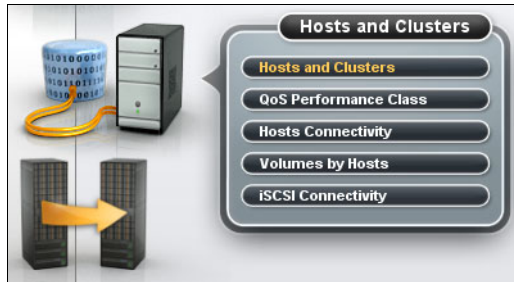 Hosts and Clusters
Hosts and Clusters
QoS Performance Class
Hosts Connectivity
Volumes by Hosts
iSCSI Connectivity